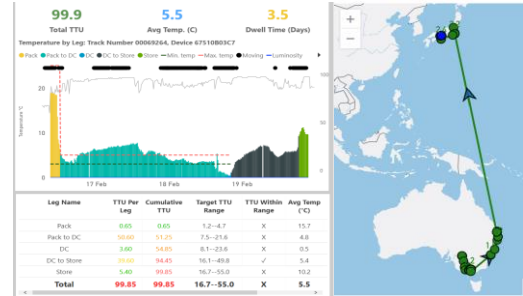 99.9
Total TTU
5.5
Avg Temp. (C)
3.5
Dwell Time (Days)
Temperature by Leg: Track Number 00069264, Device 67510B03C7
Pack Pack to DC DC DC to Store Store Min. temp Max. temp Moving Luminosity
20
10
0
Temperature °C
100
50
0
17 Feb 18 Feb 19 Feb
Leg Name TTU Per Leg Cumulative TTU Target TTU Range TTU Within Range Avg Temp (°C)
Pack 0.65 0.65 1.2--4.7 X 15.7
Pack to DC 50.60 51.25 7.5--21.6 X 4.8
DC 3.60 54.85 8.1--23.6 X 0.5
DC to Store 39.60 94.45 16.1--49.8 ✓ 5.4
Store 5.40 99.85 16.7--55.0 X 10.2
Total 99.85 99.85 16.7--55.0 X 5.5
+
−
2
1
2